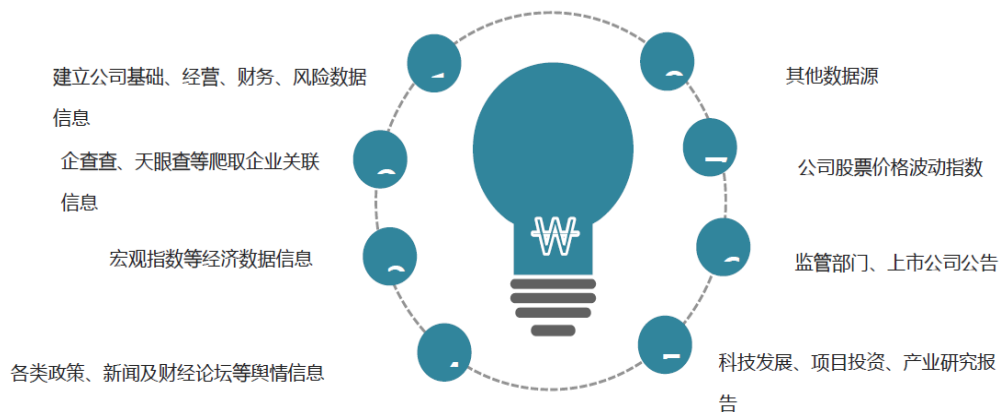 建立公司基础、经营、财务、风险数据
信息
企查查、天眼查等爬取企业关联
信息
宏观指数等经济数据信息
各类政策、新闻及财经论坛等舆情信息
其他数据源
公司股票价格波动指数
监管部门、上市公司公告
科技发展、项目投资、产业研究报
告
₩